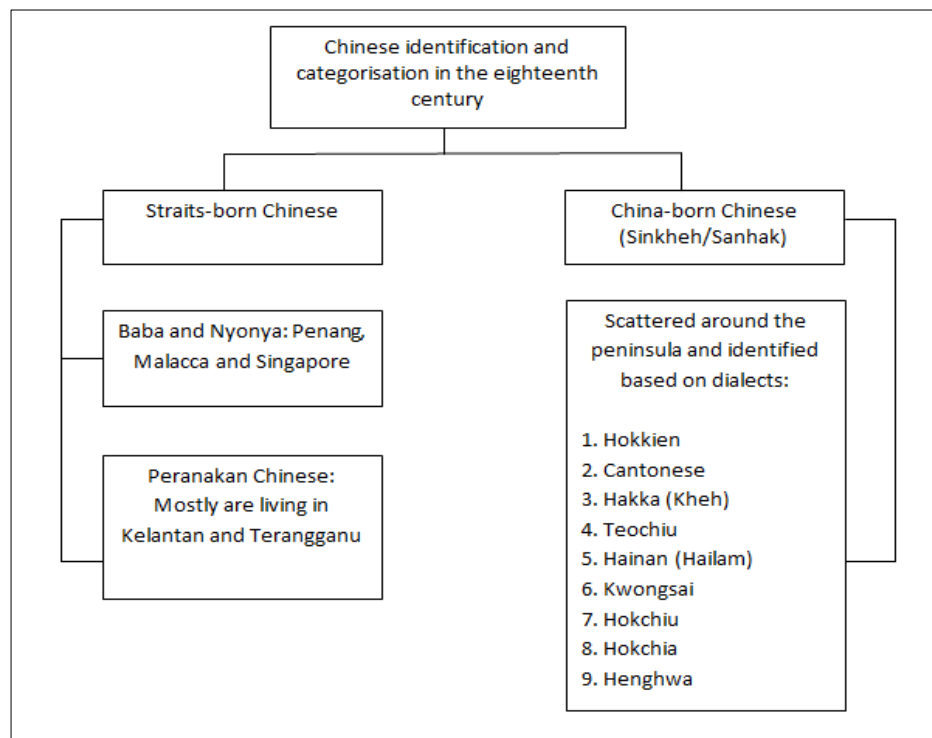 Chinese identification and
categorisation in the eighteenth
century
Straits-born Chinese
China-born Chinese
(Sinkheh/Sanhak)
Baba and Nyonya: Penang,
Malacca and Singapore
Peranakan Chinese:
Mostly are living in
Kelantan and Terangganu
Scattered around the
peninsula and identified
based on dialects:
1. Hokkien
2. Cantonese
3. Hakka (Kheh)
4. Teochiu
5. Hainan (Hailam)
6. Kwongsai
7. Hokchiu
8. Hokchia
9. Henghwa